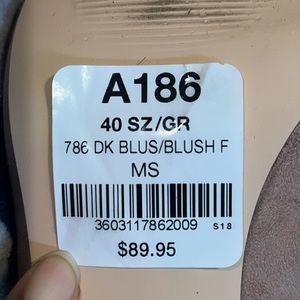 A186
40 SZ/GR
786 DK BLUS/BLUSH F
MS
3603117862009 S18
$89.95